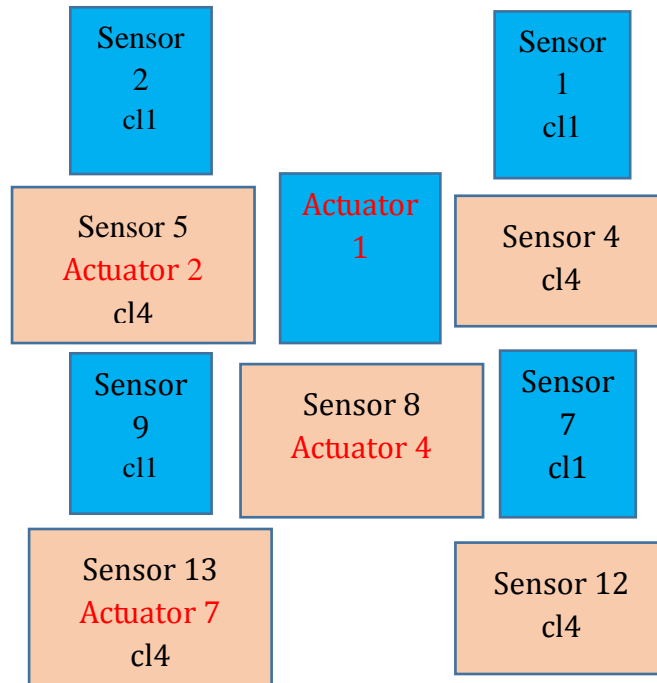 Sensor
2
cl1
Sensor
1
cl1
Sensor 5
Actuator 2
cl4
Actuator
1
Sensor 4
cl4
Sensor
9
cl1
Sensor 8
Actuator 4
Sensor
7
cl1
Sensor 13
Actuator 7
cl4
Sensor 12
cl4